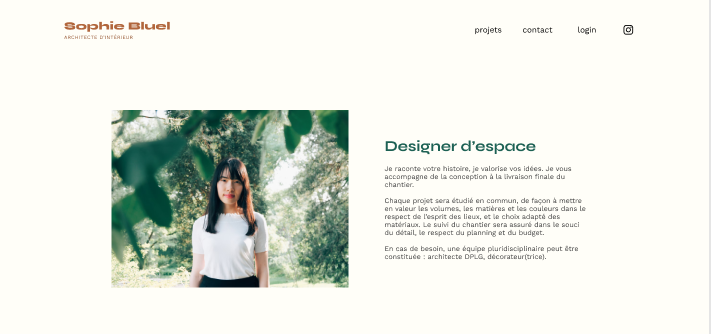 Sophie Bluel
ARCHITECTE D'INTÉRIEUR
projets
contact
login
Designer d'espace
Je raconte votre histoire, je valorise vos idées. Je vous
accompagne de la conception à la livraison finale du
chantier.
Chaque projet sera étudié en commun, de façon à mettre
en valeur les volumes, les matières et les couleurs dans le
respect de l'esprit des lieux, et le choix adapté des
matériaux. Le suivi du chantier sera assuré dans le souci
du détail, le respect du planning et du budget.
En cas de besoin, une équipe pluridisciplinaire peut être
constituée : architecte DPLG, décorateur(trice).